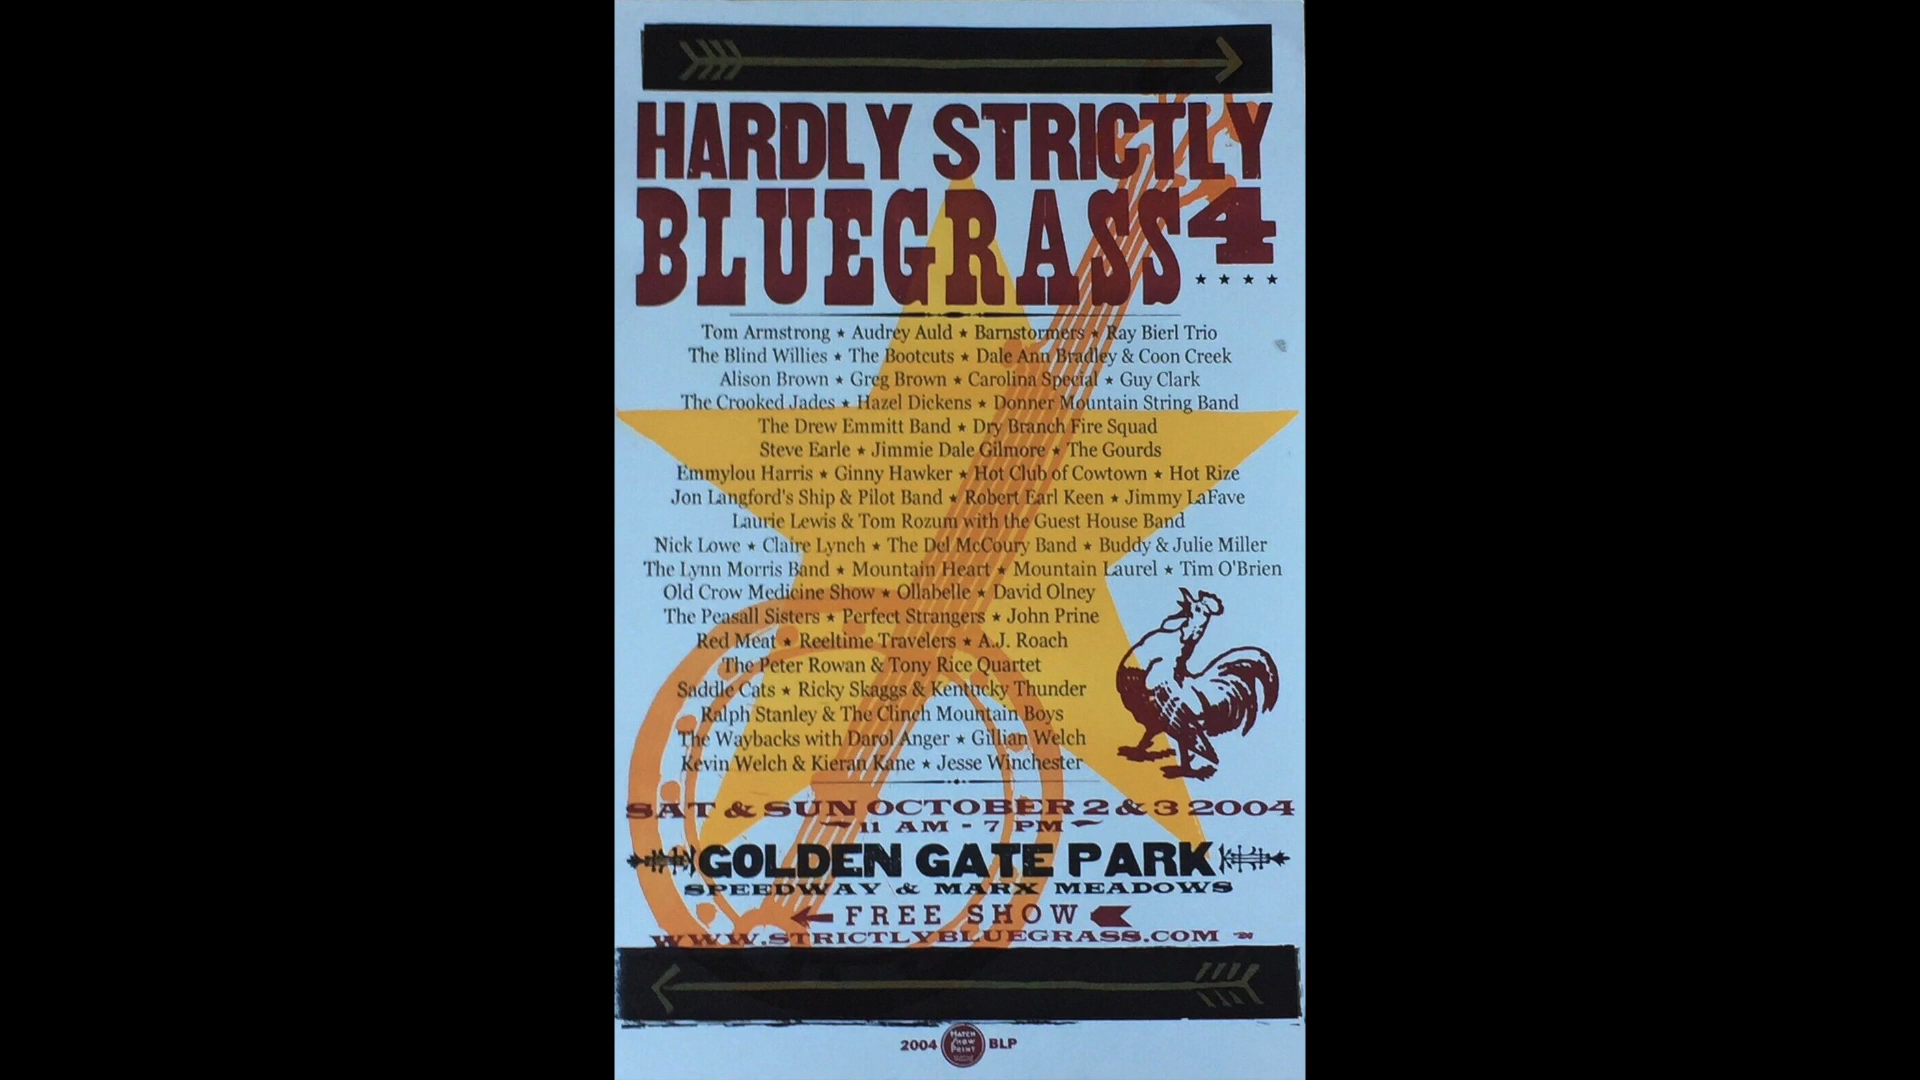 HARDLY STRICTLY
BLUEGRASS 4
Tom Armstrong ★ Audrey Auld ★ Barnstormers ★ Ray Bierl Trio
The Blind Willies ★ The Bootcuts ★ Dale Ann Bradley & Coon Creek
Alison Brown ★ Greg Brown ★ Carolina Special ★ Guy Clark
The Crooked Jades ★ Hazel Dickens ★ Donner Mountain String Band
The Drew Emmitt Band ★ Dry Branch Fire Squad
Steve Earle ★ Jimmie Dale Gilmore ★ The Gourds
Emmylou Harris ★ Ginny Hawker ★ Hot Club of Cowtown ★ Hot Rize
Jon Langford's Ship & Pilot Band ★ Robert Earl Keen ★ Jimmy LaFave
Laurie Lewis & Tom Rozum with the Guest House Band
Nick Lowe ★ Claire Lynch ★ The Del McCoury Band ★ Buddy & Julie Miller
The Lynn Morris Band ★ Mountain Heart ★ Mountain Laurel ★ Tim O'Brien
Old Crow Medicine Show ★ Ollabelle ★ David Olney
The Peasall Sisters ★ Perfect Strangers ★ John Prine
Red Meat ★ Reeltime Travelers ★ A.J. Roach
The Peter Rowan & Tony Rice Quartet
Saddle Cats ★ Ricky Skaggs & Kentucky Thunder
Ralph Stanley & The Clinch Mountain Boys
The Waybacks with Darol Anger ★ Gillian Welch
Kevin Welch & Kieran Kane ★ Jesse Winchester
SAT & SUN OCTOBER 2 & 3 2004
11 AM - 7 PM
GOLDEN GATE PARK
SPEEDWAY & MARX MEADOWS
FREE SHOW
WWW.STRICTLYBLUEGRASS.COM
2004 HATCH SHOW PRINT BLP